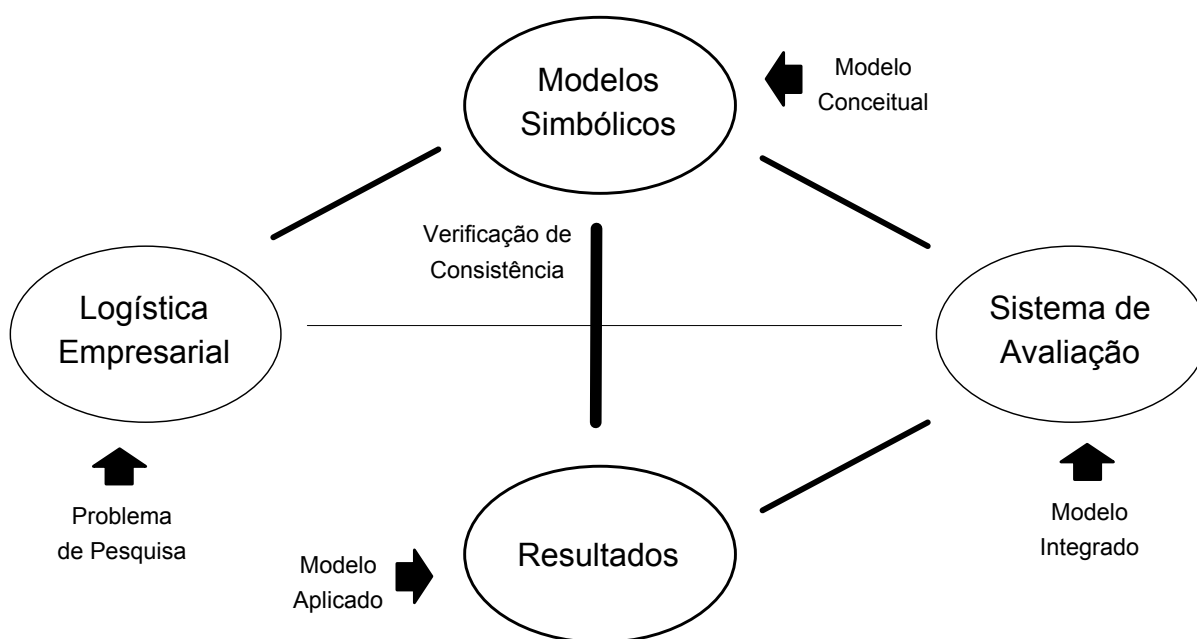 Modelos
Simbólicos
Modelo
Conceitual
Verificação de
Consistência
Logística
Empresarial
Sistema de
Avaliação
Problema
de Pesquisa
Modelo
Aplicado
Resultados
Modelo
Integrado